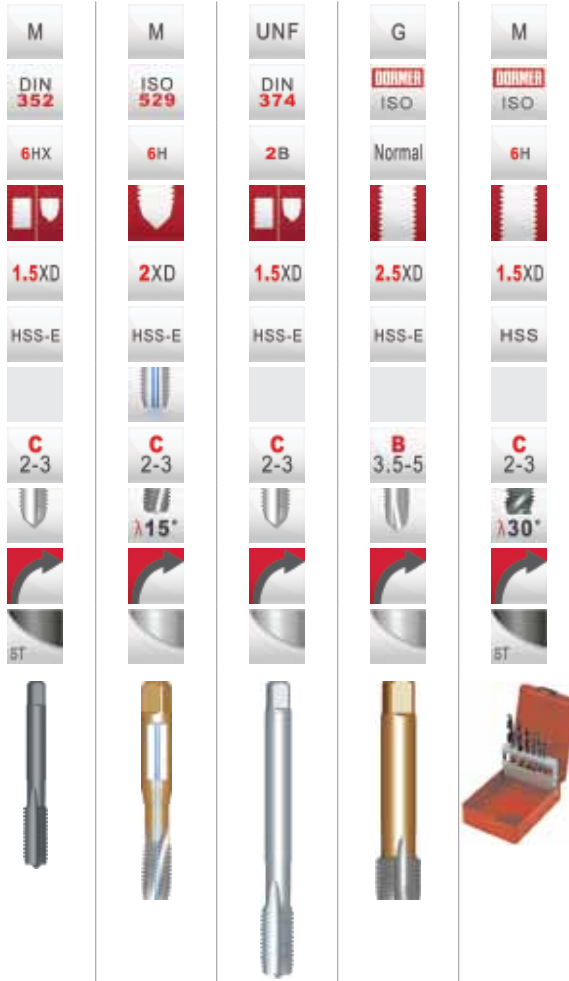 M M UNF G M
DIN ISO DIN DORMER DORMER
352 529 374 ISO ISO
6HX 6H 2B Normal 6H
1.5XD 2XD 1.5XD 2.5XD 1.5XD
HSS-E HSS-E HSS-E HSS-E HSS
C C C B C
2-3 2-3 2-3 3.5-5 2-3
λ15° λ30°
ST ST